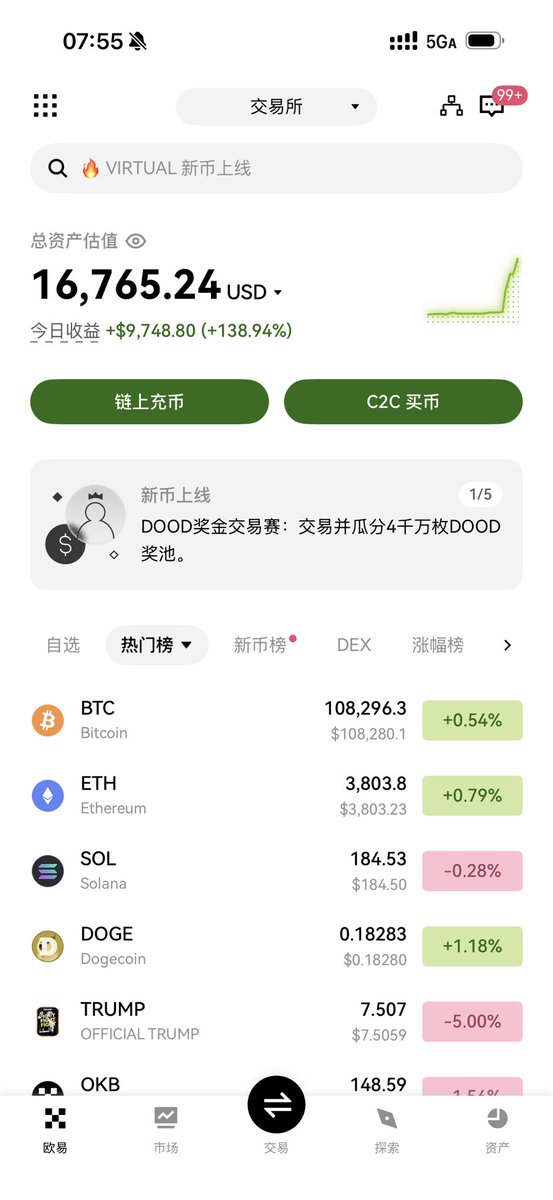 07:55
5GA
交易所
99+
VIRTUAL 新币上线
总资产估值
16,765.24 USD
今日收益 +$9,748.80 (+138.94%)
链上充币
C2C 买币
新币上线
1/5
DOOD奖金交易赛：交易并瓜分4千万枚DOOD
奖池。
自选 热门榜 新币榜 DEX 涨幅榜
BTC 108,296.3 +0.54%
Bitcoin $108,280.1
ETH 3,803.8 +0.79%
Ethereum $3,803.23
SOL 184.53 -0.28%
Solana $184.50
DOGE 0.18283 +1.18%
Dogecoin $0.18280
TRUMP 7.507 -5.00%
OFFICIAL TRUMP $7.5059
OKB 148.59 -1.56%
欧易 市场 交易 探索 资产